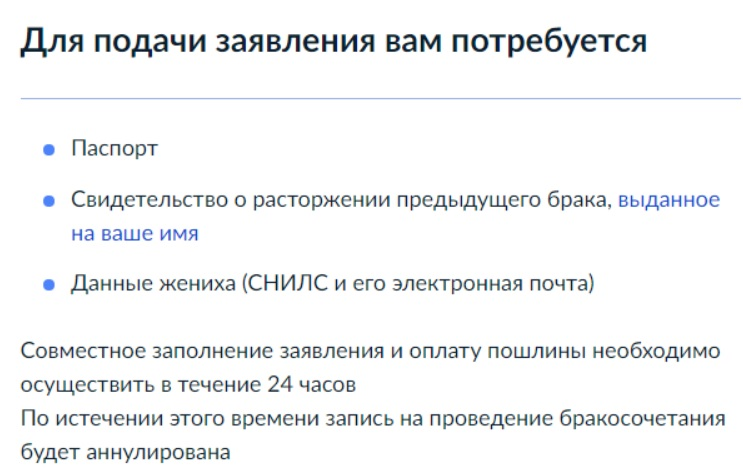 Для подачи заявления вам потребуется
Паспорт
Свидетельство о расторжении предыдущего брака, выданное
на ваше имя
Данные жениха (СНИЛС и его электронная почта)
Совместное заполнение заявления и оплату пошлины необходимо
осуществить в течение 24 часов
По истечении этого времени запись на проведение бракосочетания
будет аннулирована